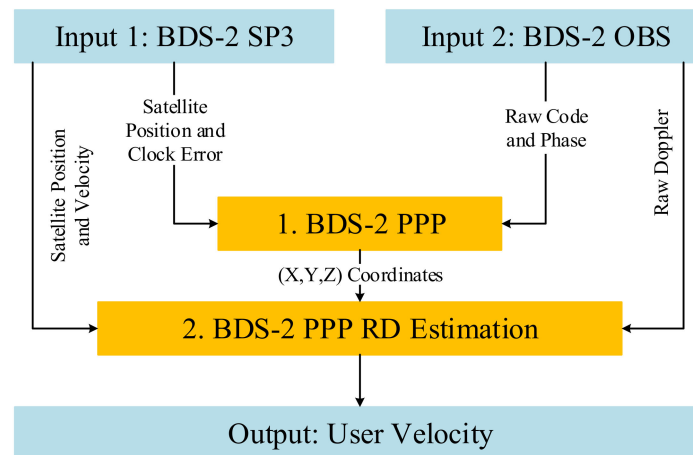 Input 1: BDS-2 SP3
Input 2: BDS-2 OBS
Satellite
Position and
Clock Error
Raw Code
and Phase
Satellite Position
and Velocity
Raw Doppler
1. BDS-2 PPP
(X,Y,Z) Coordinates
2. BDS-2 PPP RD Estimation
Output: User Velocity